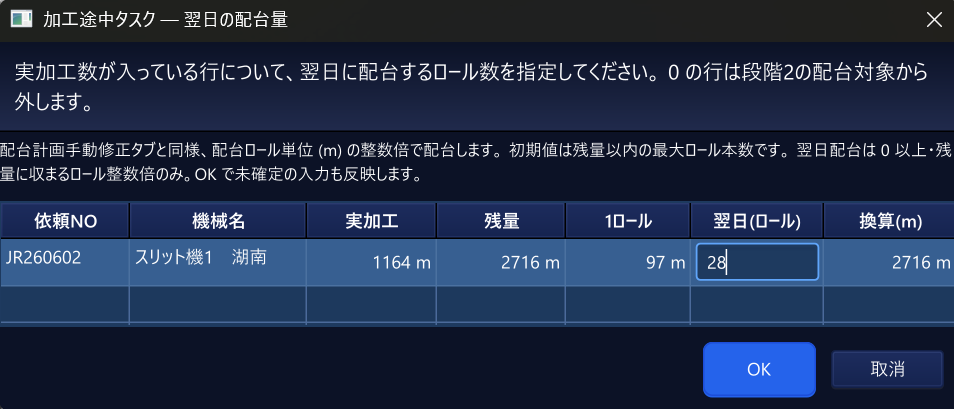 加工途中タスク — 翌日の配台量
実加工数が入っている行について、翌日に配台するロール数を指定してください。0 の行は段階2の配台対象から
外します。
配台計画手動修正タブと同様、配台ロール単位 (m) の整数倍で配台します。初期値は残量以内の最大ロール本数です。翌日配台は 0 以上・残
量に収まるロール整数倍のみ。OK で未確定の入力も反映します。
依頼NO 機械名 実加工 残量 1ロール 翌日(ロール) 換算(m)
JR260602 スリット機1 湖南 1164 m 2716 m 97 m 28 2716 m
OK 取消